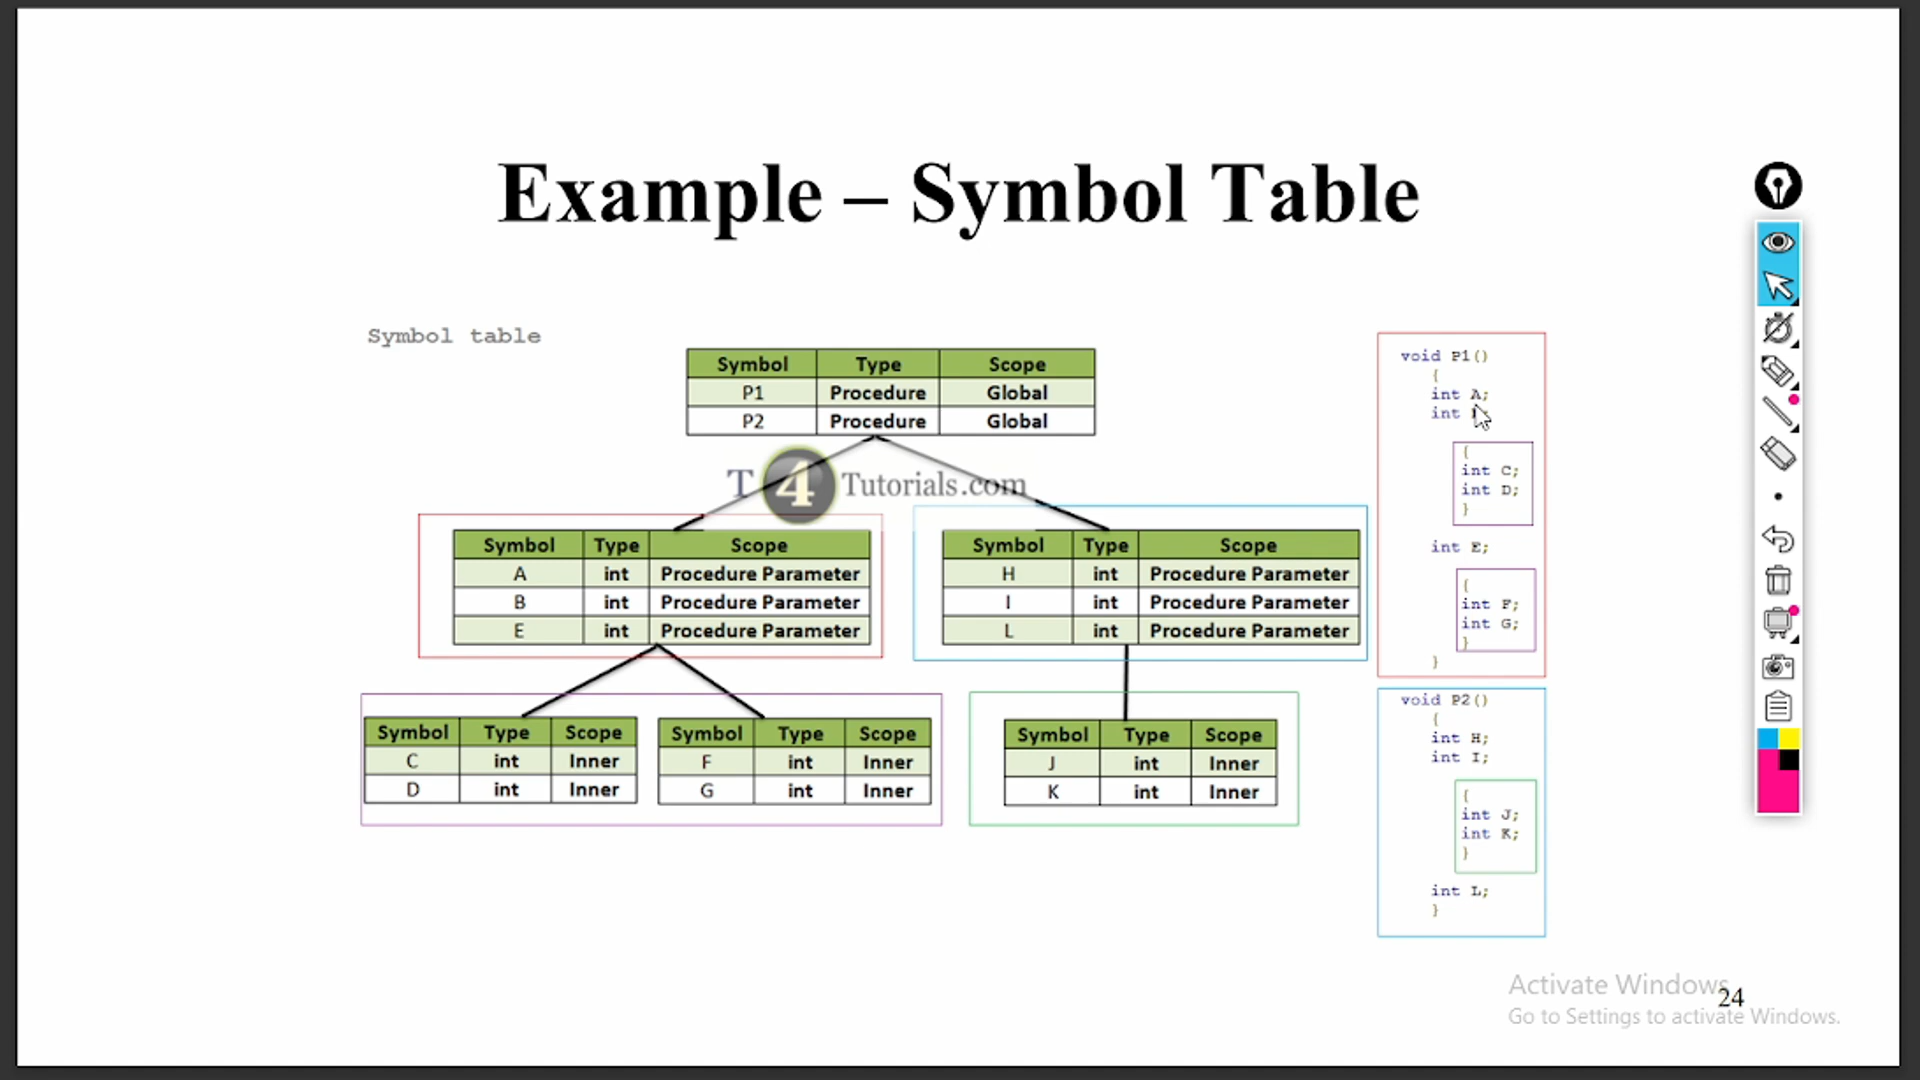 Example – Symbol Table
Symbol table
Symbol Type Scope
P1 Procedure Global
P2 Procedure Global
T 4 Tutorials.com
Symbol Type Scope
A int Procedure Parameter
B int Procedure Parameter
E int Procedure Parameter
Symbol Type Scope
H int Procedure Parameter
I int Procedure Parameter
L int Procedure Parameter
Symbol Type Scope
C int Inner
D int Inner
Symbol Type Scope
F int Inner
G int Inner
Symbol Type Scope
J int Inner
K int Inner
void P1()
{
int A;
int
{
int C;
int D;
}
int E;
{
int F;
int G;
}
}
void P2()
{
int H;
int I;
{
int J;
int K;
}
int L;
}
Activate Windows
24
Go to Settings to activate Windows.